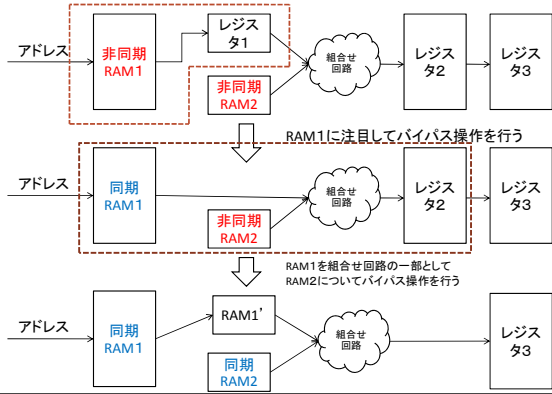 アドレス
非同期
RAM1
レジス
タ1
非同期
RAM2
組合せ
回路
レジス
タ2
レジス
タ3
RAM1に注目してバイパス操作を行う
アドレス
同期
RAM1
非同期
RAM2
組合せ
回路
レジス
タ2
レジス
タ3
RAM1を組合せ回路の一部として
RAM2についてバイパス操作を行う
アドレス
同期
RAM1
RAM1’
同期
RAM2
組合せ
回路
レジス
タ3